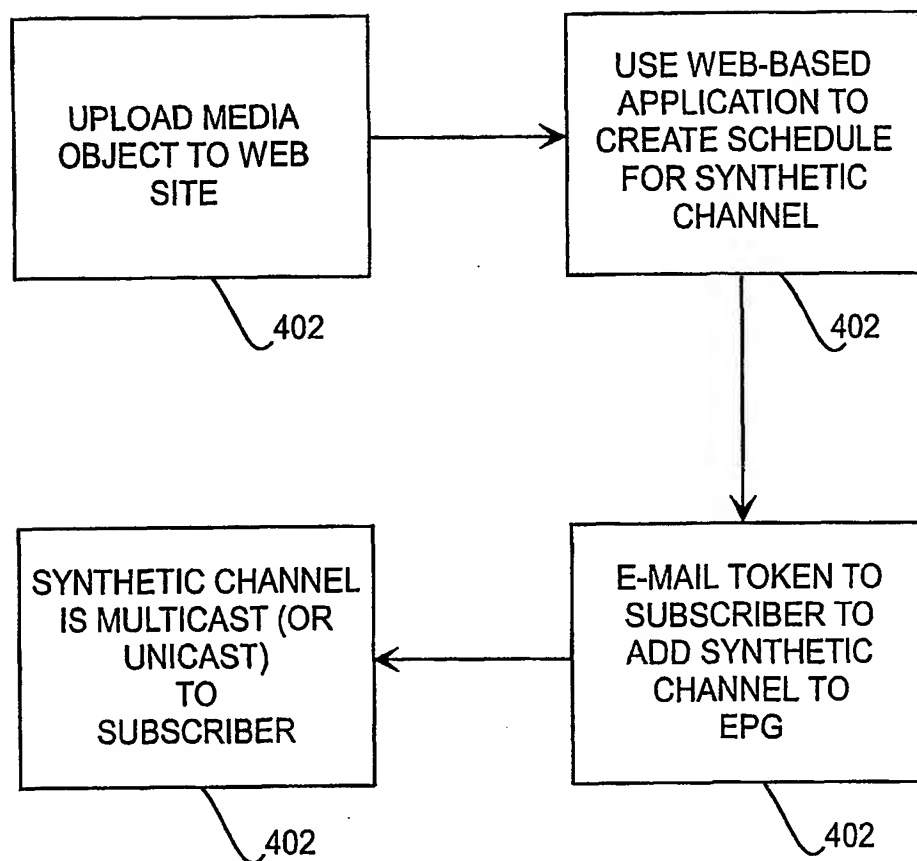 UPLOAD MEDIA
OBJECT TO WEB
SITE
402
USE WEB-BASED
APPLICATION TO
CREATE SCHEDULE
FOR SYNTHETIC
CHANNEL
402
E-MAIL TOKEN TO
SUBSCRIBER TO
ADD SYNTHETIC
CHANNEL TO
EPG
402
SYNTHETIC CHANNEL
IS MULTICAST (OR
UNICAST)
TO
SUBSCRIBER
402